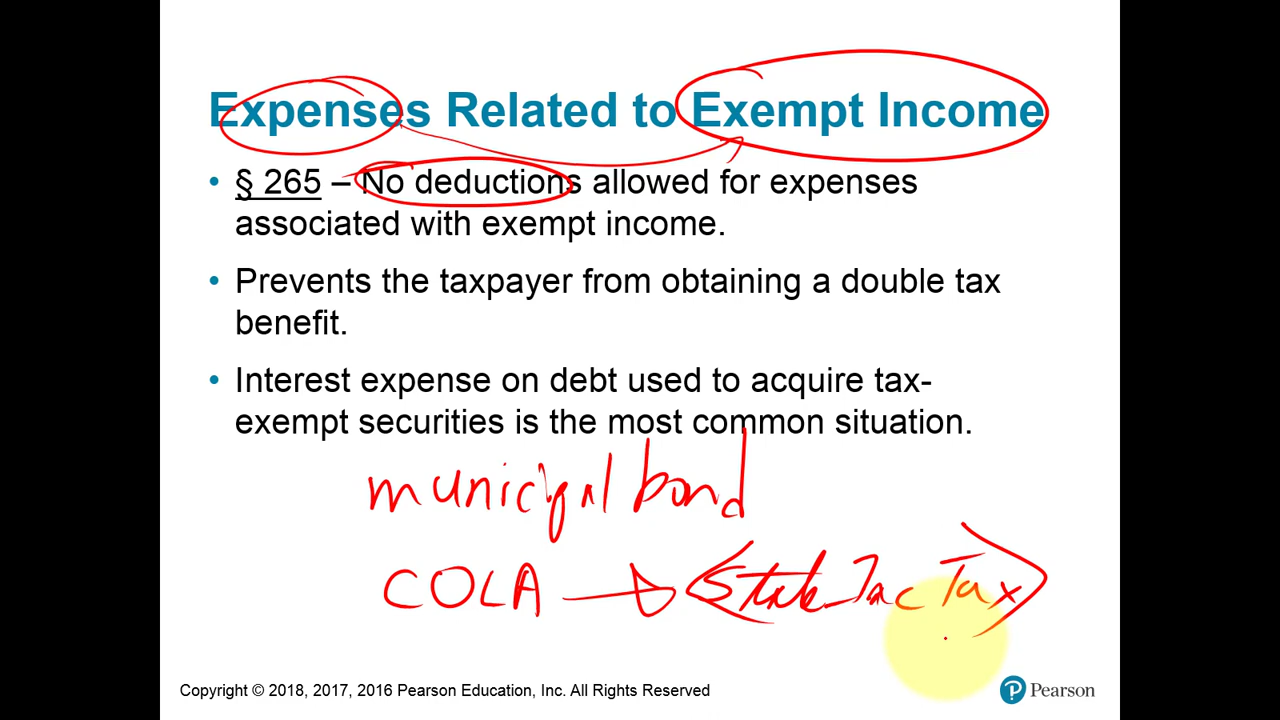 Expenses Related to Exempt Income
• § 265 – No deductions allowed for expenses
associated with exempt income.
• Prevents the taxpayer from obtaining a double tax
benefit.
• Interest expense on debt used to acquire tax-
exempt securities is the most common situation.
municipal bond
COLA → State Tax
Copyright © 2018, 2017, 2016 Pearson Education, Inc. All Rights Reserved
P Pearson